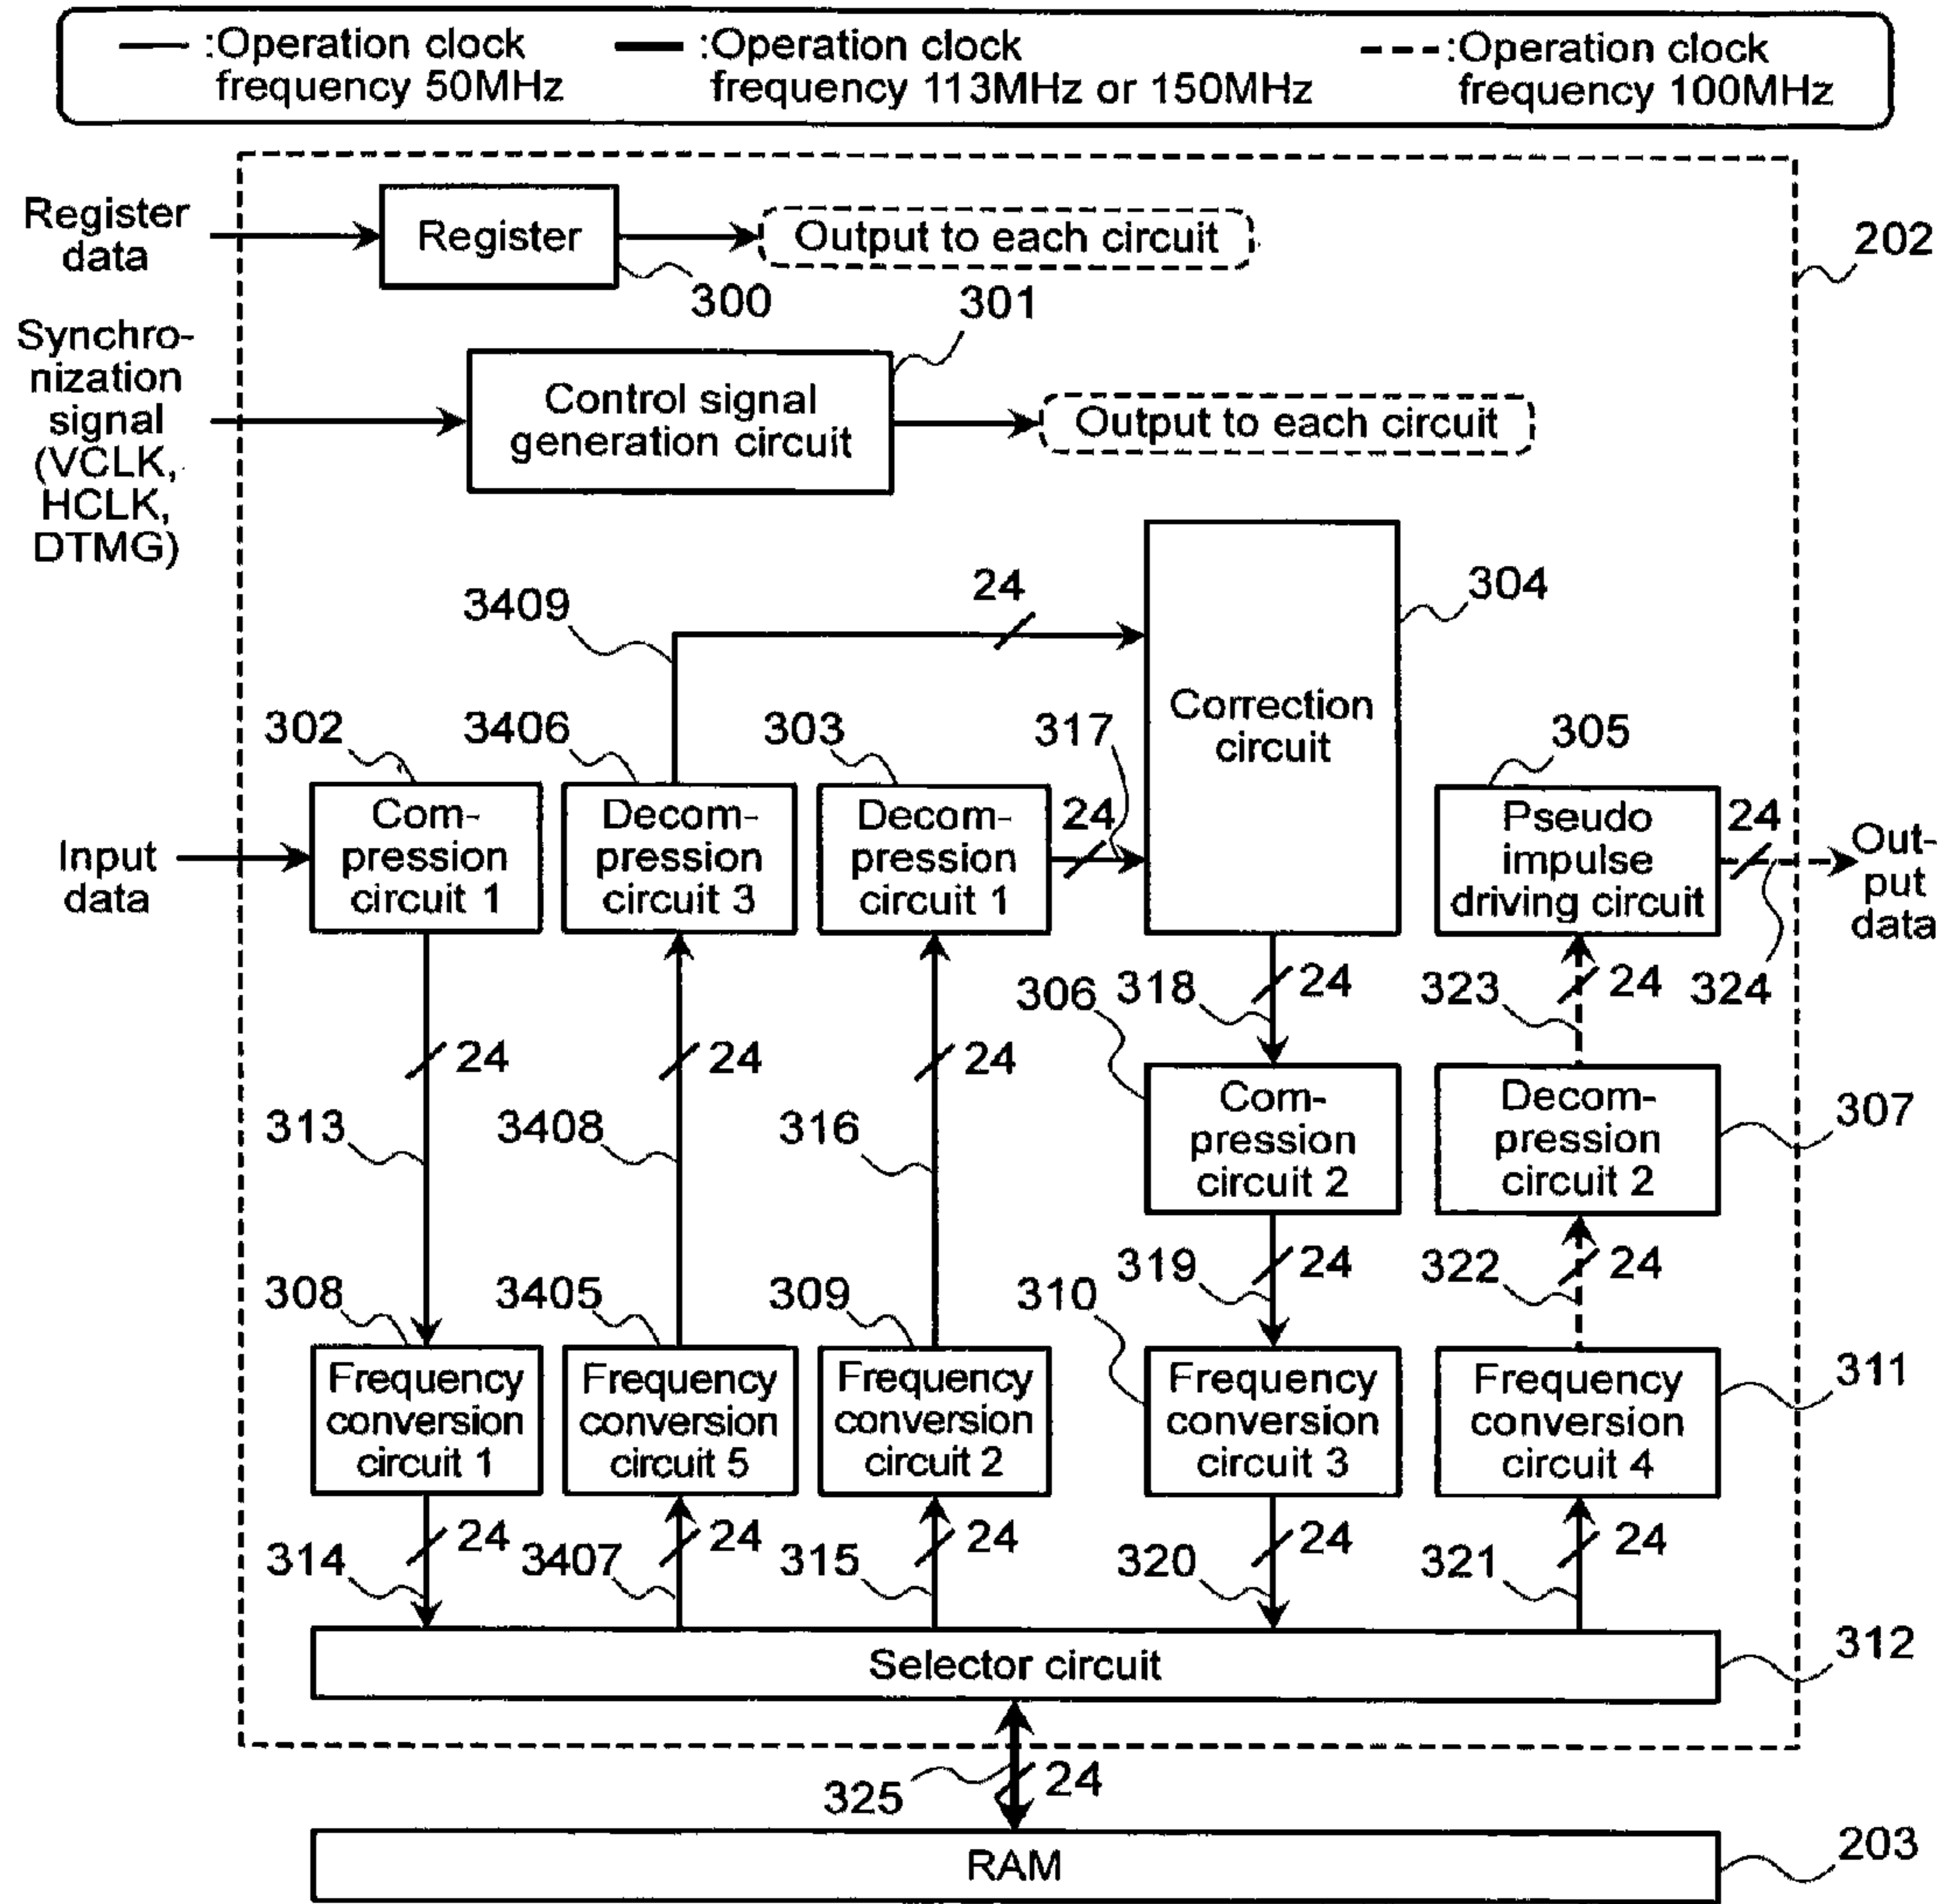 :Operation clock
frequency 50MHz
:Operation clock
frequency 113MHz or 150MHz
:Operation clock
frequency 100MHz
Register
data
Register
Output to each circuit
202
300
301
Synchro-
nization
signal
(VCLK,
HCLK,
DTMG)
Control signal
generation circuit
Output to each circuit
24
3409
304
Correction
circuit
302
3406
303
317
305
Input
data
Com-
pression
circuit 1
Decom-
pression
circuit 3
Decom-
pression
circuit 1
24
Pseudo
impulse
driving circuit
24
Out-
put
data
306
318
24
323
24
324
24
24
24
313
3408
316
Com-
pression
circuit 2
Decom-
pression
circuit 2
307
319
24
322
24
308
3405
309
310
311
Frequency
conversion
circuit 1
Frequency
conversion
circuit 5
Frequency
conversion
circuit 2
Frequency
conversion
circuit 3
Frequency
conversion
circuit 4
314
24
3407
24
315
24
320
24
321
24
Selector circuit
312
325
24
RAM
203